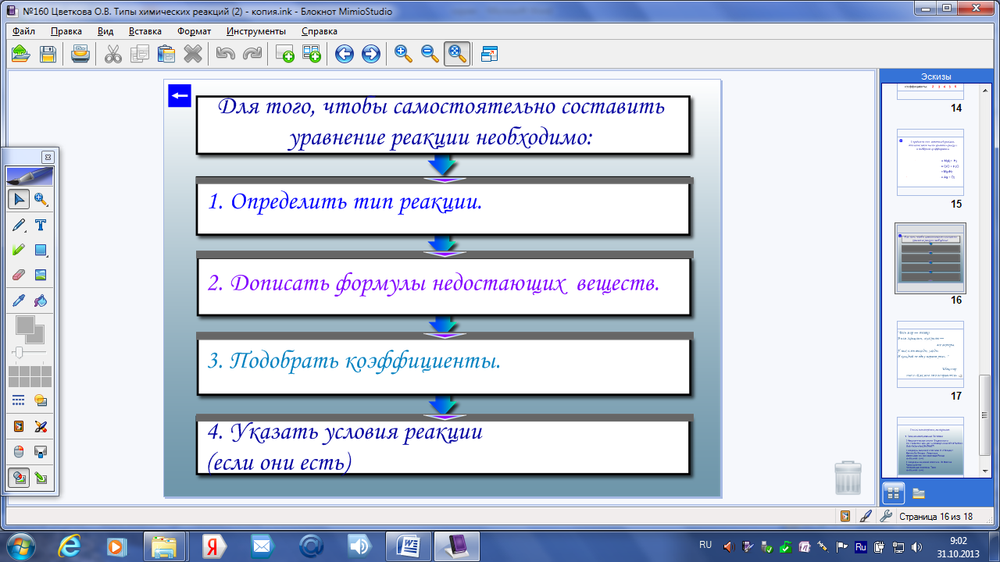 №160 Цветкова О.В. Типы химических реакций (2) - копия.ink - Блокнот MimioStudio
Файл Правка Вид Вставка Формат Инструменты Справка
Для того, чтобы самостоятельно составить
уравнение реакции необходимо:
1. Определить тип реакции.
2. Дописать формулы недостающих веществ.
3. Подобрать коэффициенты.
4. Указать условия реакции
(если они есть)
Эскизы
14
15
16
17
Страница 16 из 18
RU
Ru
9:02
31.10.2013